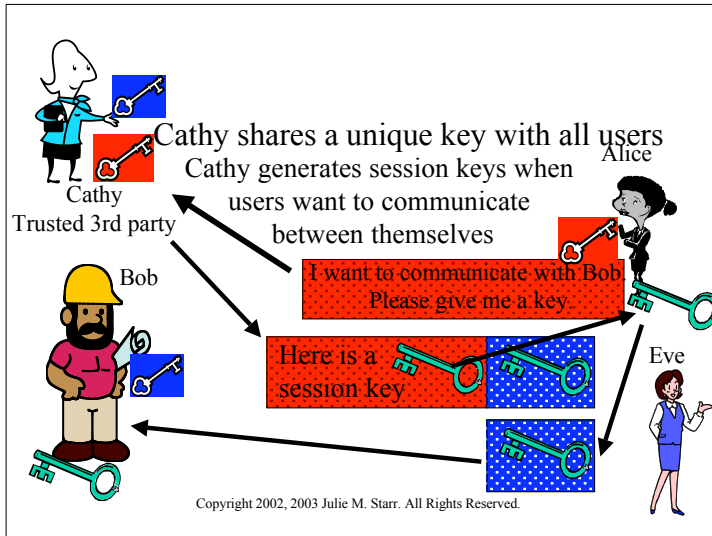 Cathy shares a unique key with all users
Alice
Cathy generates session keys when
users want to communicate
between themselves
Cathy
Trusted 3rd party
Bob
I want to communicate with Bob.
Please give me a key.
Here is a
session key
Eve
Copyright 2002, 2003 Julie M. Starr. All Rights Reserved.